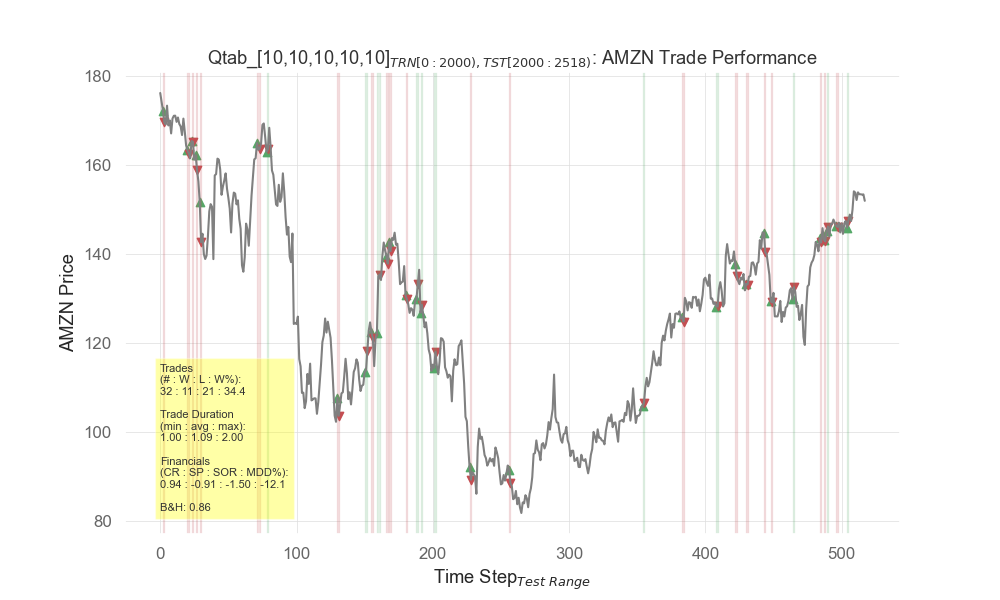 Qtab_[10,10,10,10,10]TRN[0 : 2000), TST[2000 : 2518): AMZN Trade Performance
180
160
140
120
100
80
AMZN Price
Trades
(# : W : L : W%):
32 : 11 : 21 : 34.4
Trade Duration
(min : avg : max):
1.00 : 1.09 : 2.00
Financials
(CR : SP : SOR : MDD%):
0.94 : -0.91 : -1.50 : -12.1
B&H: 0.86
0 100 200 300 400 500
Time StepTest Range